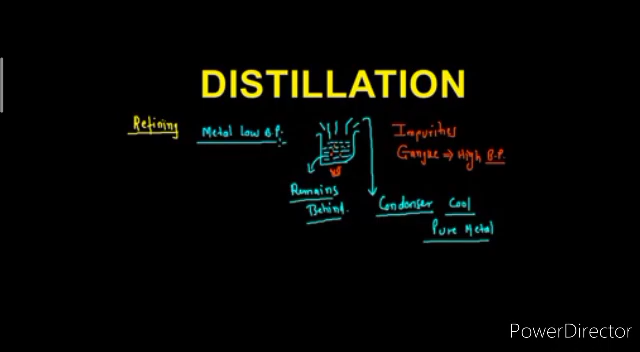 DISTILLATION
Refining
Metal Low B.P.:
Impurities
Gangue ⇒ High B.P.
Remains
Behind.
Condenser Cool
Pure Metal
PowerDirector